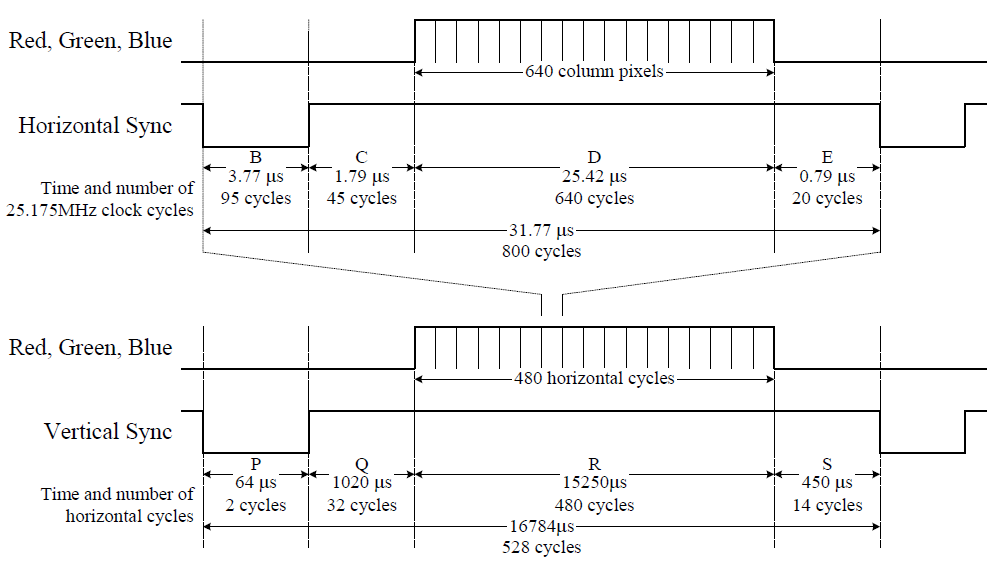 Red, Green, Blue
640 column pixels
Horizontal Sync
B C D E
3.77 µs 1.79 µs 25.42 µs 0.79 µs
Time and number of
95 cycles 45 cycles 640 cycles 20 cycles
25.175MHz clock cycles
31.77 µs
800 cycles
Red, Green, Blue
480 horizontal cycles
Vertical Sync
P Q R S
64 µs 1020 µs 15250µs 450 µs
Time and number of
2 cycles 32 cycles 480 cycles 14 cycles
horizontal cycles
16784µs
528 cycles